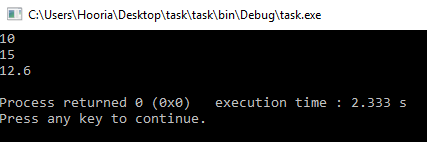 C:\Users\Hooria\Desktop\task\task\bin\Debug\task.exe
10
15
12.6
Process returned 0 (0x0)   execution time : 2.333 s
Press any key to continue.